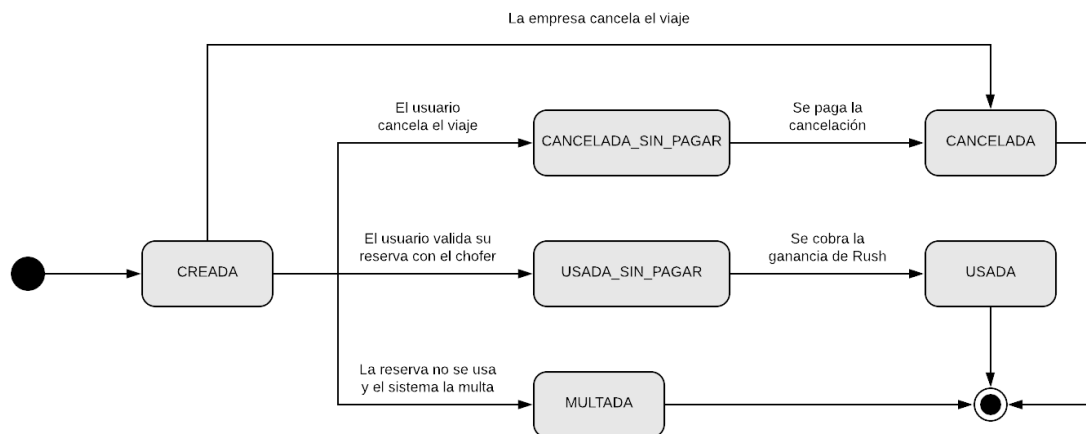 La empresa cancela el viaje
El usuario
cancela el viaje
CANCELADA_SIN_PAGAR
Se paga la
cancelación
CANCELADA
CREADA
El usuario valida su
reserva con el chofer
USADA_SIN_PAGAR
Se cobra la
ganancia de Rush
USADA
La reserva no se usa
y el sistema la multa
MULTADA